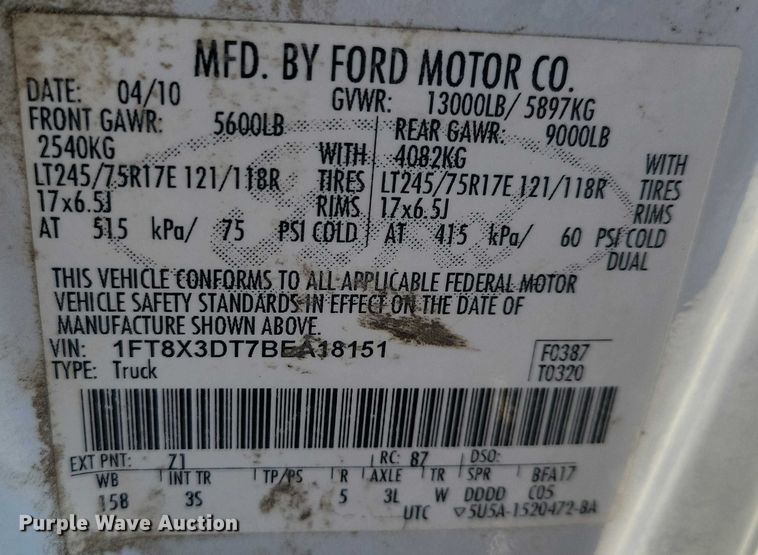 MFD. BY FORD MOTOR CO.
DATE: 04/10 GVWR: 13000LB/ 5897KG
FRONT GAWR: 5600LB REAR GAWR: 9000LB
2540KG WITH 4082KG WITH
LT245/75R17E 121/118R TIRES LT245/75R17E 121/118R TIRES
17x6.5J RIMS 17x6.5J RIMS
AT 515 kPa/ 75 PSI COLD AT 415 kPa/ 60 PSI COLD
DUAL
THIS VEHICLE CONFORMS TO ALL APPLICABLE FEDERAL MOTOR
VEHICLE SAFETY STANDARDS IN EFFECT ON THE DATE OF
MANUFACTURE SHOWN ABOVE.
VIN: 1FT8X3DT7BEA18151 F0387
TYPE: Truck T0320
EXT PNT: Z1 RC: 87 DSO:
WB INT TR TP/PS R AXLE TR SPR BFA17
158 3S 5 3L W DDDD C05
UTC ▽5U5A-1520472-BA
Purple Wave Auction